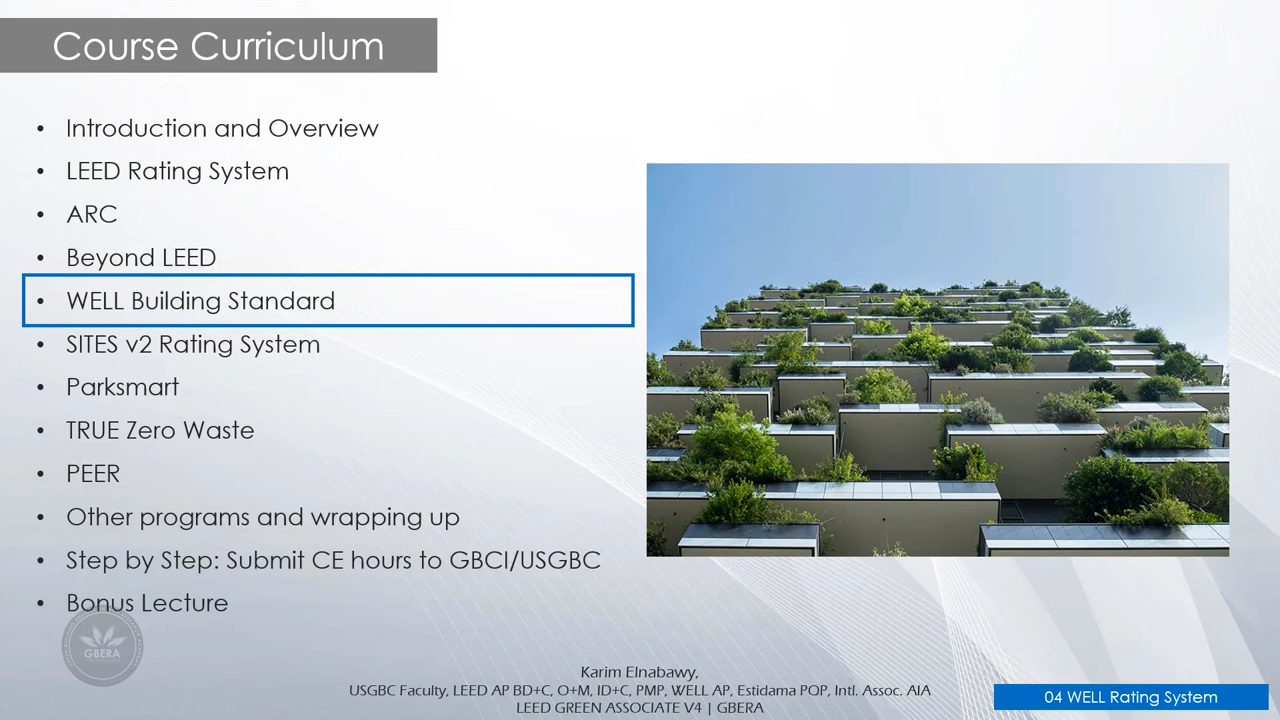 Course Curriculum
• Introduction and Overview
• LEED Rating System
• ARC
• Beyond LEED
• WELL Building Standard
• SITES v2 Rating System
• Parksmart
• TRUE Zero Waste
• PEER
• Other programs and wrapping up
• Step by Step: Submit CE hours to GBCI/USGBC
• Bonus Lecture
GBERA
Karim Elnabawy,
USGBC Faculty, LEED AP BD+C, O+M, ID+C, PMP, WELL AP, Estidama POP, Intl. Assoc. AIA
LEED GREEN ASSOCIATE V4 | GBERA
04 WELL Rating System